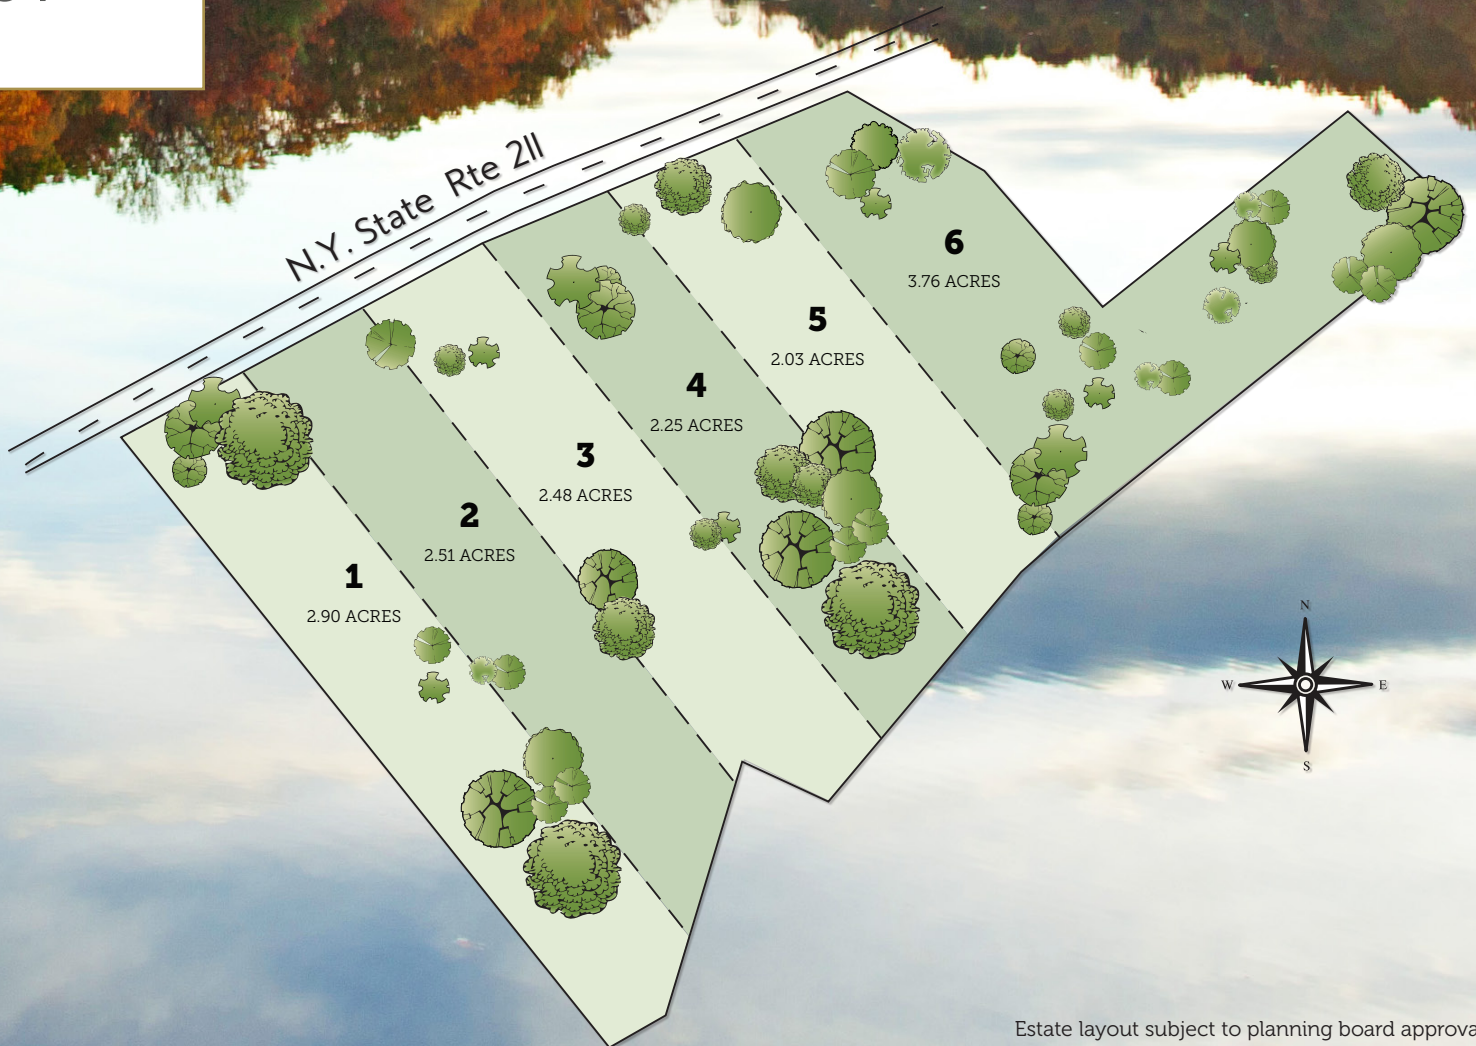 N.Y. State Rte 211
6
3.76 ACRES
5
2.03 ACRES
4
2.25 ACRES
3
2.48 ACRES
2
2.51 ACRES
1
2.90 ACRES
N
W
E
S
Estate layout subject to planning board approva